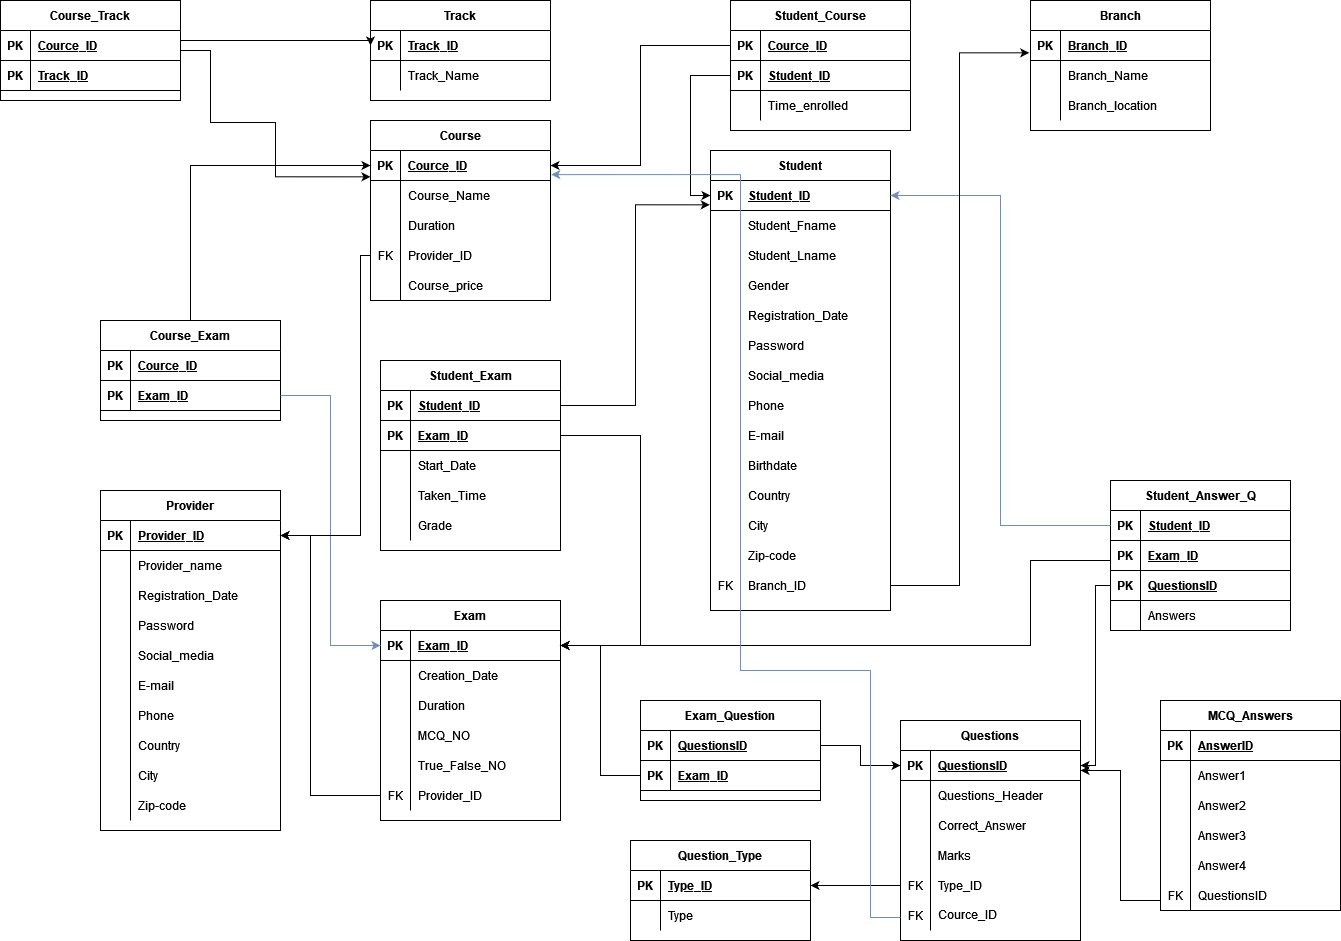 Course_Track
PK Cource_ID
PK Track_ID
Track
PK Track_ID
Track_Name
Student_Course
PK Cource_ID
PK Student_ID
Time_enrolled
Branch
PK Branch_ID
Branch_Name
Branch_location
Course
PK Cource_ID
Course_Name
Duration
FK Provider_ID
Course_price
Student
PK Student_ID
Student_Fname
Student_Lname
Gender
Registration_Date
Password
Social_media
Phone
E-mail
Birthdate
Country
City
Zip-code
FK Branch_ID
Course_Exam
PK Cource_ID
PK Exam_ID
Student_Exam
PK Student_ID
PK Exam_ID
Start_Date
Taken_Time
Grade
Provider
PK Provider_ID
Provider_name
Registration_Date
Password
Social_media
E-mail
Phone
Country
City
Zip-code
Student_Answer_Q
PK Student_ID
PK Exam_ID
PK QuestionsID
Answers
Exam
PK Exam_ID
Creation_Date
Duration
MCQ_NO
True_False_NO
FK Provider_ID
Exam_Question
PK QuestionsID
PK Exam_ID
Questions
PK QuestionsID
Questions_Header
Correct_Answer
Marks
FK Type_ID
FK Cource_ID
MCQ_Answers
PK AnswerID
Answer1
Answer2
Answer3
Answer4
FK QuestionsID
Question_Type
PK Type_ID
Type